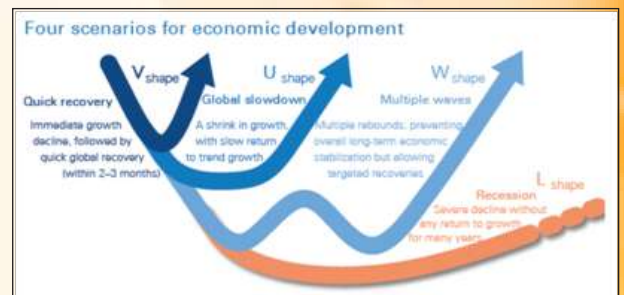 Four scenarios for economic development
V shape
Quick recovery
Immediate growth
decline, followed by
quick global recovery
(within 2–3 months)
U shape
Global slowdown
A shrink in growth,
with slow return
to trend growth
W shape
Multiple waves
Multiple rebounds, preventing
overall long-term economic
stabilization but allowing
targeted recoveries
L shape
Recession
Severe decline without
any return to growth
for many years